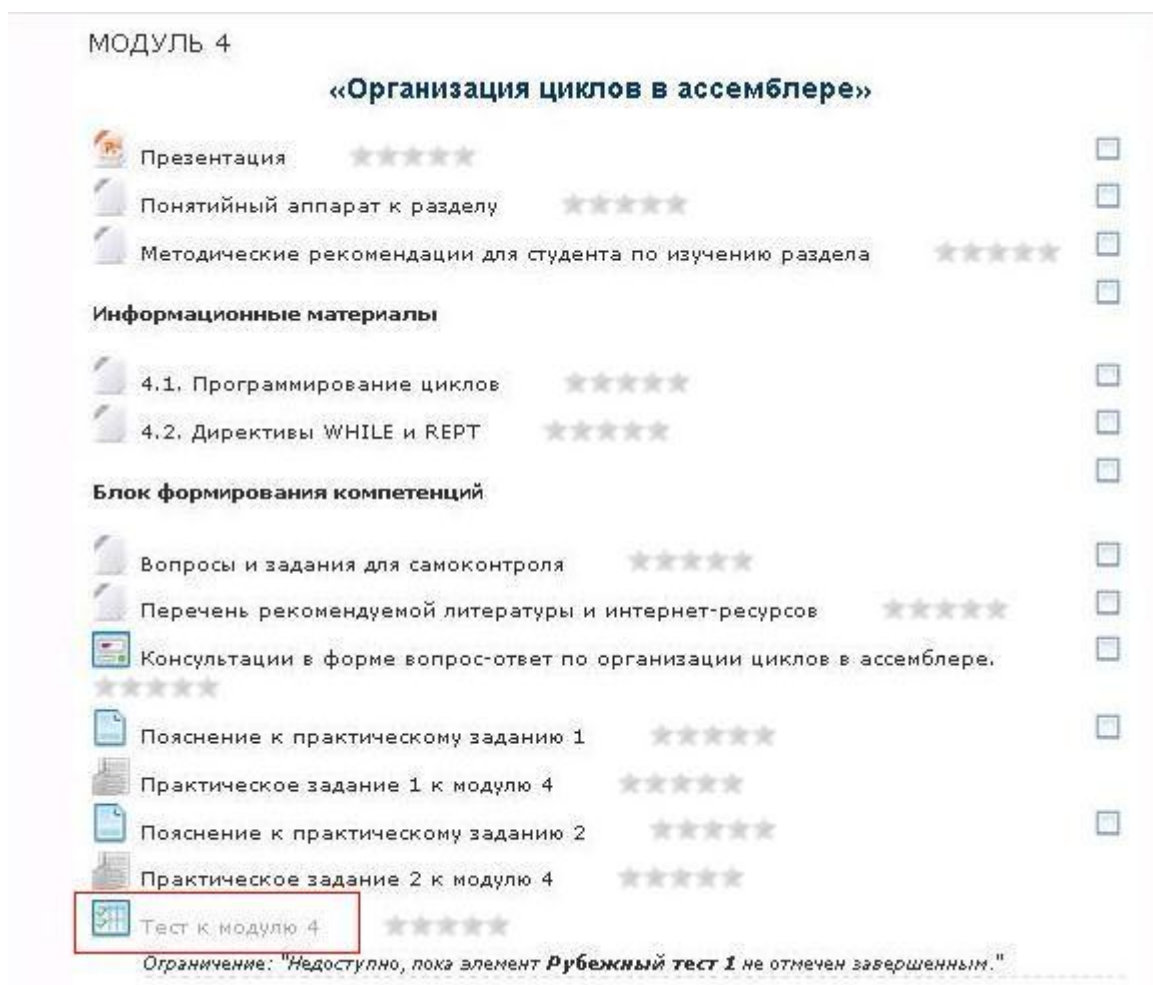 МОДУЛЬ 4
«Организация циклов в ассемблере»
Презентация
Понятийный аппарат к разделу
Методические рекомендации для студента по изучению раздела
Информационные материалы
4.1. Программирование циклов
4.2. Директивы WHILE и REPT
Блок формирования компетенций
Вопросы и задания для самоконтроля
Перечень рекомендуемой литературы и интернет-ресурсов
Консультации в форме вопрос-ответ по организации циклов в ассемблере.
Пояснение к практическому заданию 1
Практическое задание 1 к модулю 4
Пояснение к практическому заданию 2
Практическое задание 2 к модулю 4
Тест к модулю 4
Ограничение: "Недоступно, пока элемент Рубежный тест 1 не отмечен завершенным."